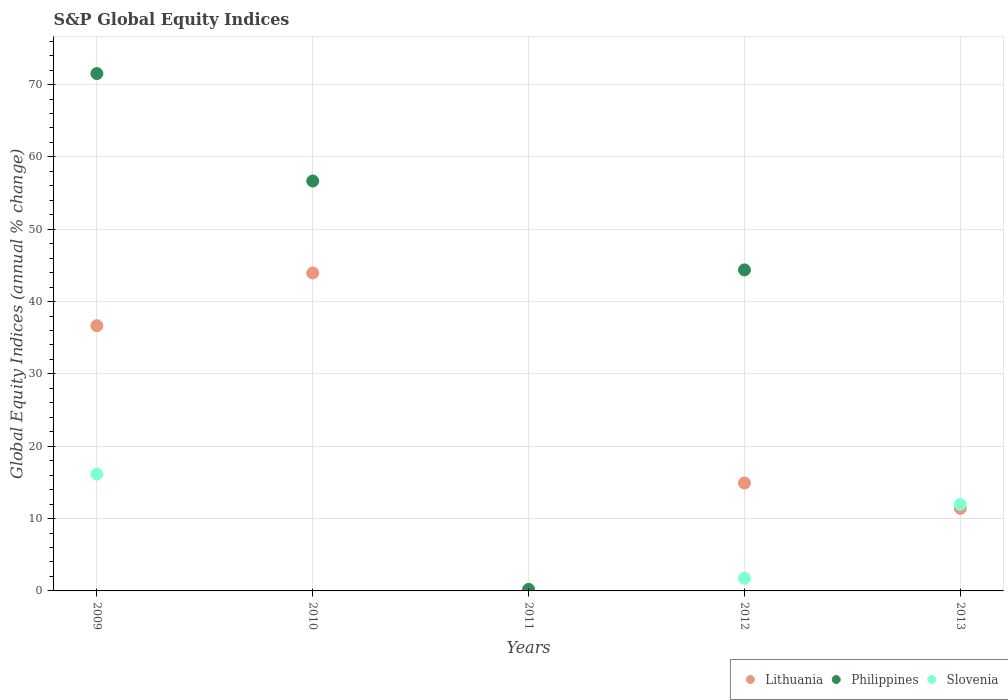 S&P Global Equity Indices
Global Equity Indices (annual % change)
70
60
50
40
30
20
10
0
2009
2010
2011
2012
2013
Years
Lithuania
Philippines
Slovenia